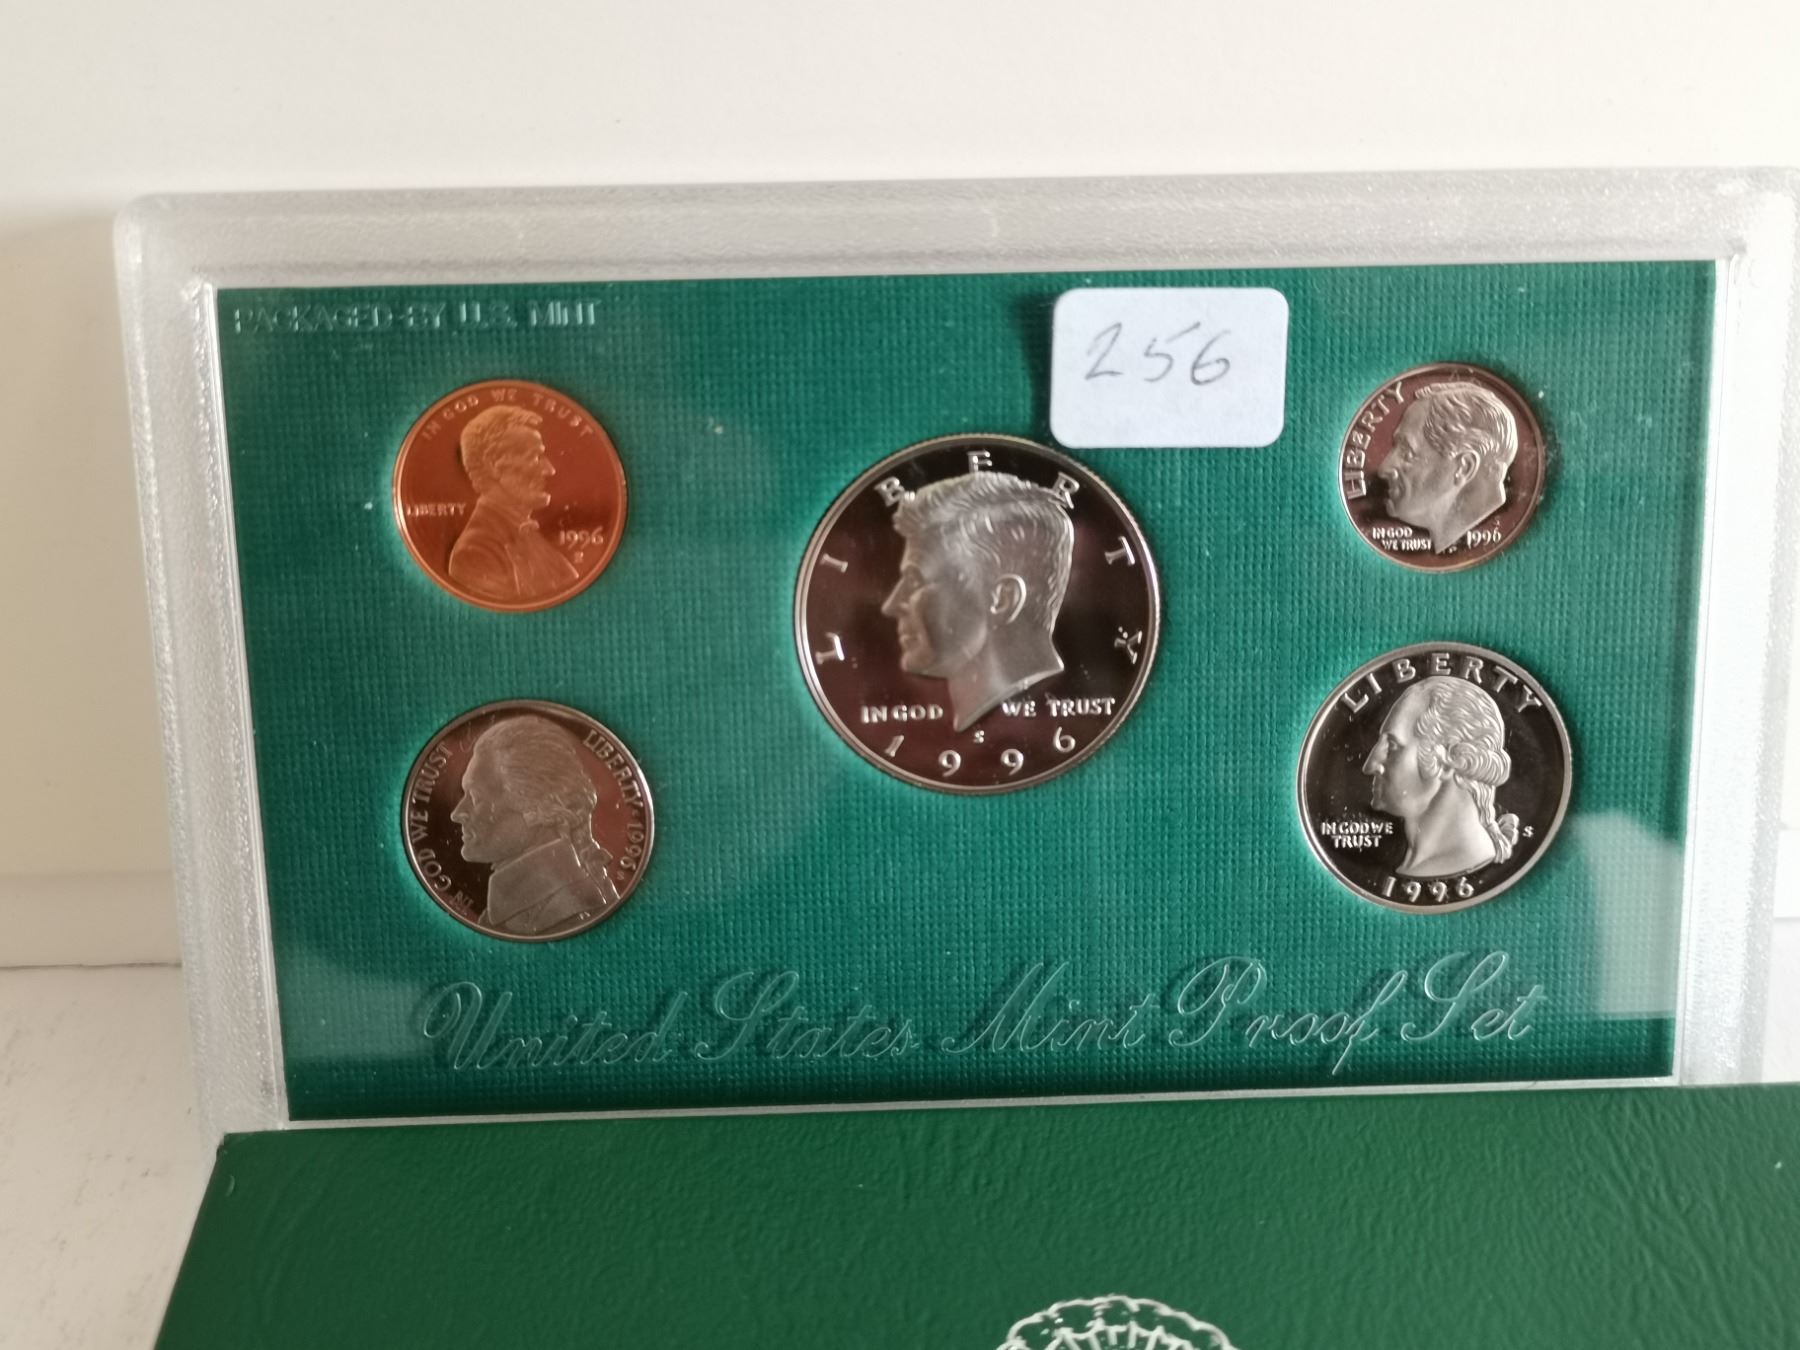 PACKAGED BY U.S. MINT
256
IN GOD WE TRUST
LIBERTY
1996
S
LIBERTY
IN GOD WE TRUST
S
1996
LIBERTY
IN GOD
WE TRUST
1996
S
IN GOD WE TRUST
LIBERTY · 1996
S
LIBERTY
IN GOD WE
TRUST
S
1996
United States Mint Proof Set